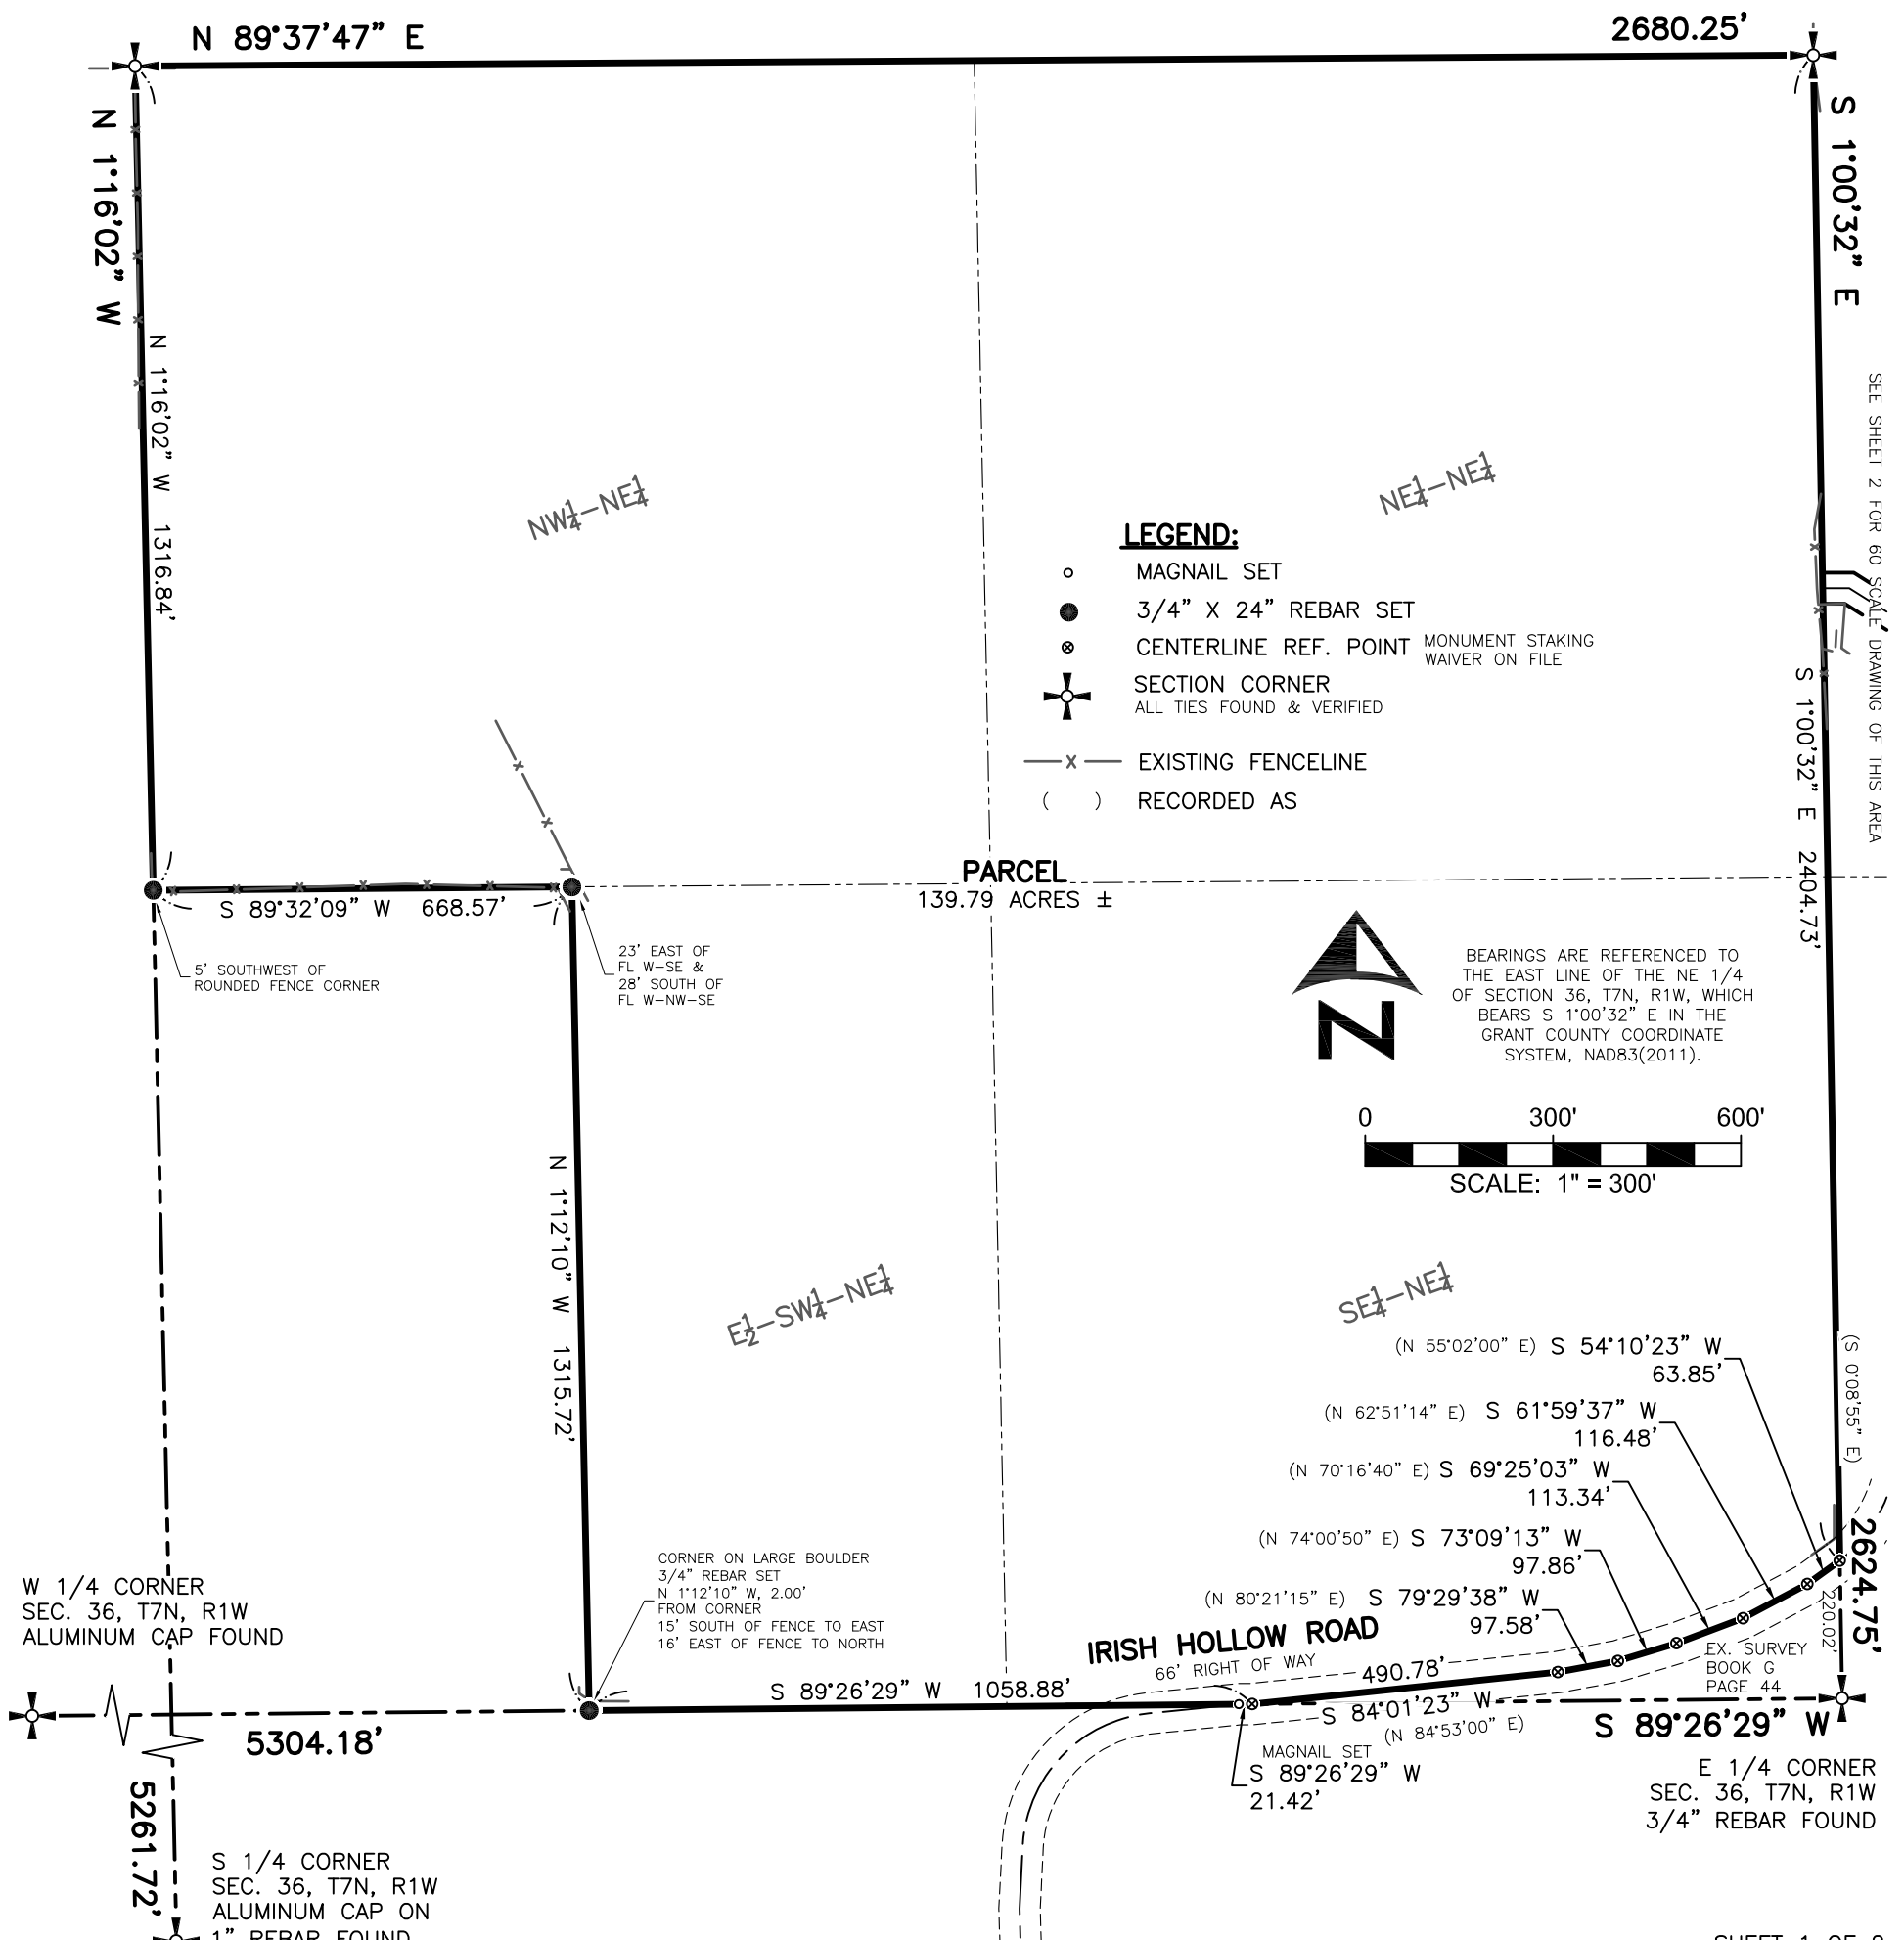 N 89°37'47" E
2680.25'
N 1°16'02" W
S 1°00'32" E
N 1°16'02" W 1316.84'
SEE SHEET 2 FOR 60 SCALE DRAWING OF THIS AREA
NW1/4-NE1/4
NE1/4-NE1/4
LEGEND:
MAGNAIL SET
3/4" X 24" REBAR SET
CENTERLINE REF. POINT MONUMENT STAKING
WAIVER ON FILE
SECTION CORNER
ALL TIES FOUND & VERIFIED
X EXISTING FENCELINE
( ) RECORDED AS
S 1°00'32" E 2404.73'
PARCEL
139.79 ACRES ±
S 89°32'09" W 668.57'
5' SOUTHWEST OF
ROUNDED FENCE CORNER
23' EAST OF
FL W-SE &
28' SOUTH OF
FL W-NW-SE
N
BEARINGS ARE REFERENCED TO
THE EAST LINE OF THE NE 1/4
OF SECTION 36, T7N, R1W, WHICH
BEARS S 1°00'32" E IN THE
GRANT COUNTY COORDINATE
SYSTEM, NAD83(2011).
0 300' 600'
SCALE: 1" = 300'
N 1°12'10" W 1315.72'
E1/2-SW1/4-NE1/4
SE1/4-NE1/4
(N 55°02'00" E) S 54°10'23" W
63.85'
(S 0°08'55" E)
(N 62°51'14" E) S 61°59'37" W
116.48'
(N 70°16'40" E) S 69°25'03" W
113.34'
(N 74°00'50" E) S 73°09'13" W
97.86'
(N 80°21'15" E) S 79°29'38" W
97.58'
2624.75'
220.02'
CORNER ON LARGE BOULDER
3/4" REBAR SET
N 1°12'10" W, 2.00'
FROM CORNER
15' SOUTH OF FENCE TO EAST
16' EAST OF FENCE TO NORTH
W 1/4 CORNER
SEC. 36, T7N, R1W
ALUMINUM CAP FOUND
IRISH HOLLOW ROAD
66' RIGHT OF WAY
490.78'
EX. SURVEY
BOOK G
PAGE 44
S 89°26'29" W 1058.88'
S 84°01'23" W
(N 84°53'00" E)
S 89°26'29" W
5304.18'
MAGNAIL SET
S 89°26'29" W
21.42'
E 1/4 CORNER
SEC. 36, T7N, R1W
3/4" REBAR FOUND
5261.72'
S 1/4 CORNER
SEC. 36, T7N, R1W
ALUMINUM CAP ON
1" REBAR FOUND
SHEET 1 OF 2